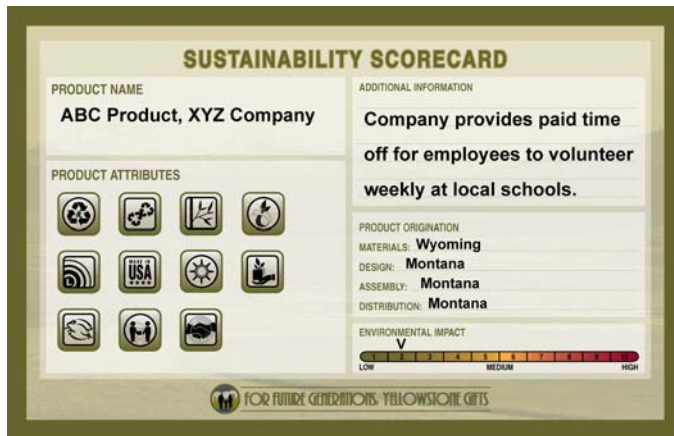 SUSTAINABILITY SCORECARD
PRODUCT NAME
ABC Product, XYZ Company
PRODUCT ATTRIBUTES
MADE IN
USA
ADDITIONAL INFORMATION
Company provides paid time
off for employees to volunteer
weekly at local schools.
PRODUCT ORIGINATION
MATERIALS: Wyoming
DESIGN: Montana
ASSEMBLY: Montana
DISTRIBUTION: Montana
ENVIRONMENTAL IMPACT
V
1 2 3 4 5 6 7 8 9 10
LOW MEDIUM HIGH
FOR FUTURE GENERATIONS: YELLOWSTONE GIFTS